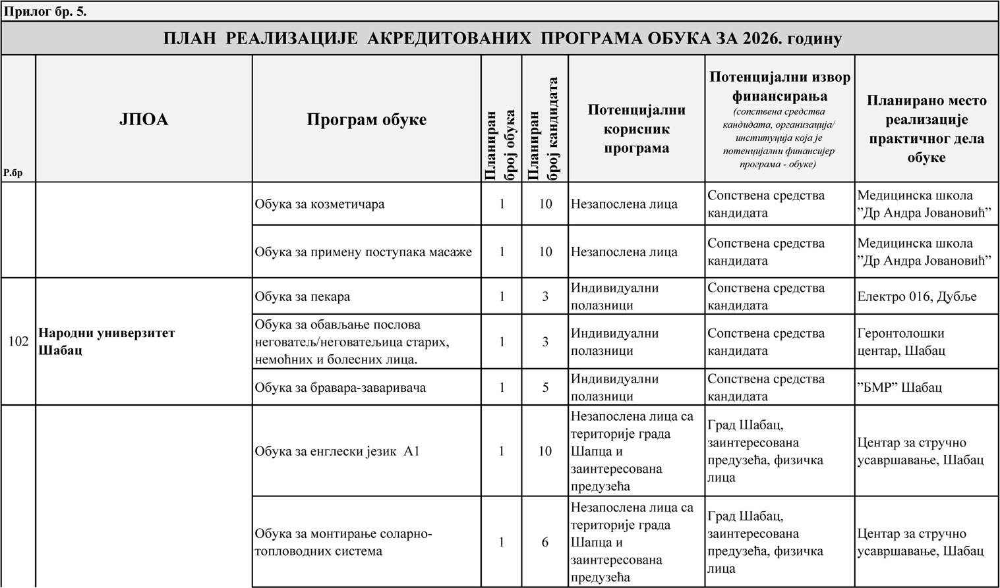 Прилог бр. 5.
ПЛАН РЕАЛИЗАЦИЈЕ АКРЕДИТОВАНИХ ПРОГРАМА ОБУКА ЗА 2026. годину
Р.бр
ЈПОА
Програм обуке
Планиран
број обука
Планиран
број кандидата
Потенцијални
корисник
програма
Потенцијални извор
финансирања
(сопствена средства
кандидата, организација/
институција која је
потенцијални финансијер
програма - обуке)
Планирано место
реализације
практичног дела
обуке
Обука за козметичара
1
10
Незапослена лица
Сопствена средства
кандидата
Медицинска школа
”Др Андра Јовановић”
Обука за примену поступака масаже
1
10
Незапослена лица
Сопствена средства
кандидата
Медицинска школа
”Др Андра Јовановић”
102
Народни универзитет
Шабац
Обука за пекара
1
3
Индивидуални
полазници
Сопствена средства
кандидата
Електро 016, Дубље
Обука за обављање послова
неговатељ/неговатељица старих,
немоћних и болесних лица.
1
3
Индивидуални
полазници
Сопствена средства
кандидата
Геронтолошки
центар, Шабац
Обука за бравара-заваривача
1
5
Индивидуални
полазници
Сопствена средства
кандидата
”БМР” Шабац
Обука за енглески језик А1
1
10
Незапослена лица са
територије града
Шапца и
заинтересована
предузећа
Град Шабац,
заинтересована
предузећа, физичка
лица
Центар за стручно
усавршавање, Шабац
Обука за монтирање соларно-
топловодних система
1
6
Незапослена лица са
територије града
Шапца и
заинтересована
предузећа
Град Шабац,
заинтересована
предузећа, физичка
лица
Центар за стручно
усавршавање, Шабац